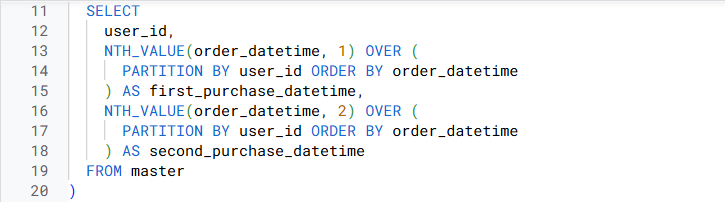 11 SELECT
12 user_id,
13 NTH_VALUE(order_datetime, 1) OVER (
14 PARTITION BY user_id ORDER BY order_datetime
15 ) AS first_purchase_datetime,
16 NTH_VALUE(order_datetime, 2) OVER (
17 PARTITION BY user_id ORDER BY order_datetime
18 ) AS second_purchase_datetime
19 FROM master
20 )